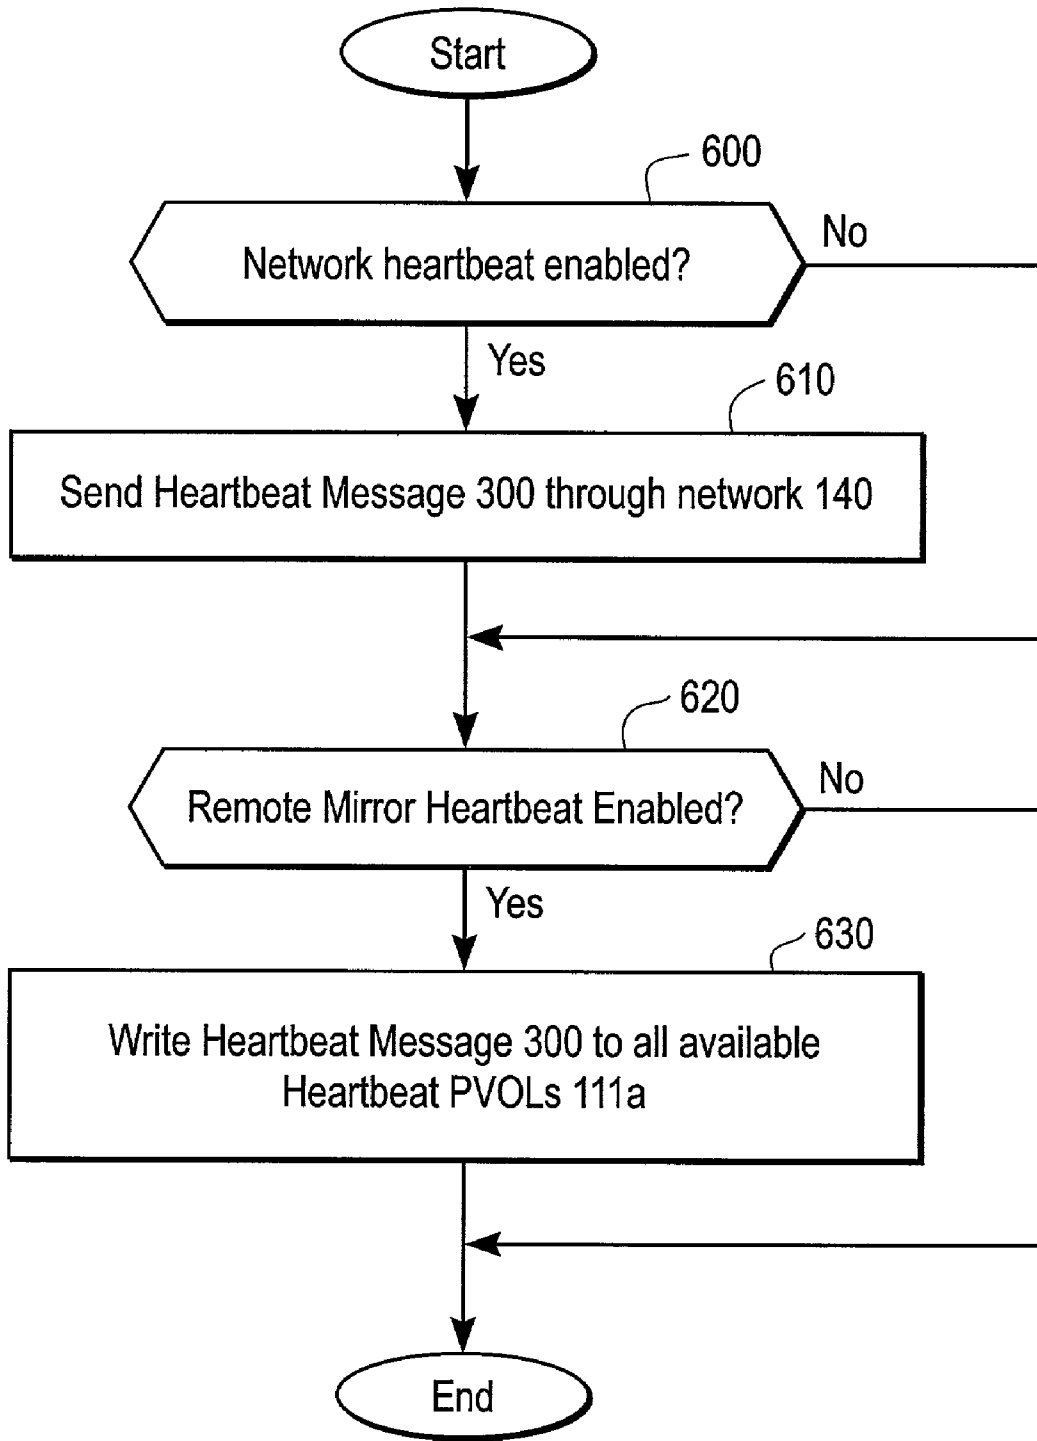 Start
600
Network heartbeat enabled?
No
Yes
610
Send Heartbeat Message 300 through network 140
620
Remote Mirror Heartbeat Enabled?
No
Yes
630
Write Heartbeat Message 300 to all available
Heartbeat PVOLs 111a
End